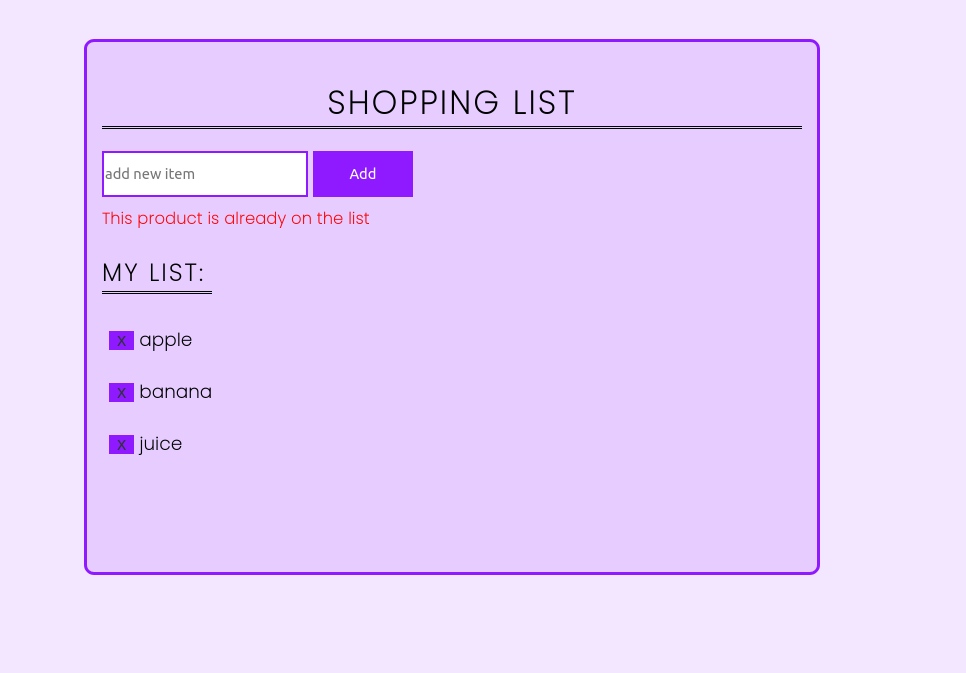 SHOPPING LIST
add new item Add
This product is already on the list
MY LIST:
X apple
X banana
X juice